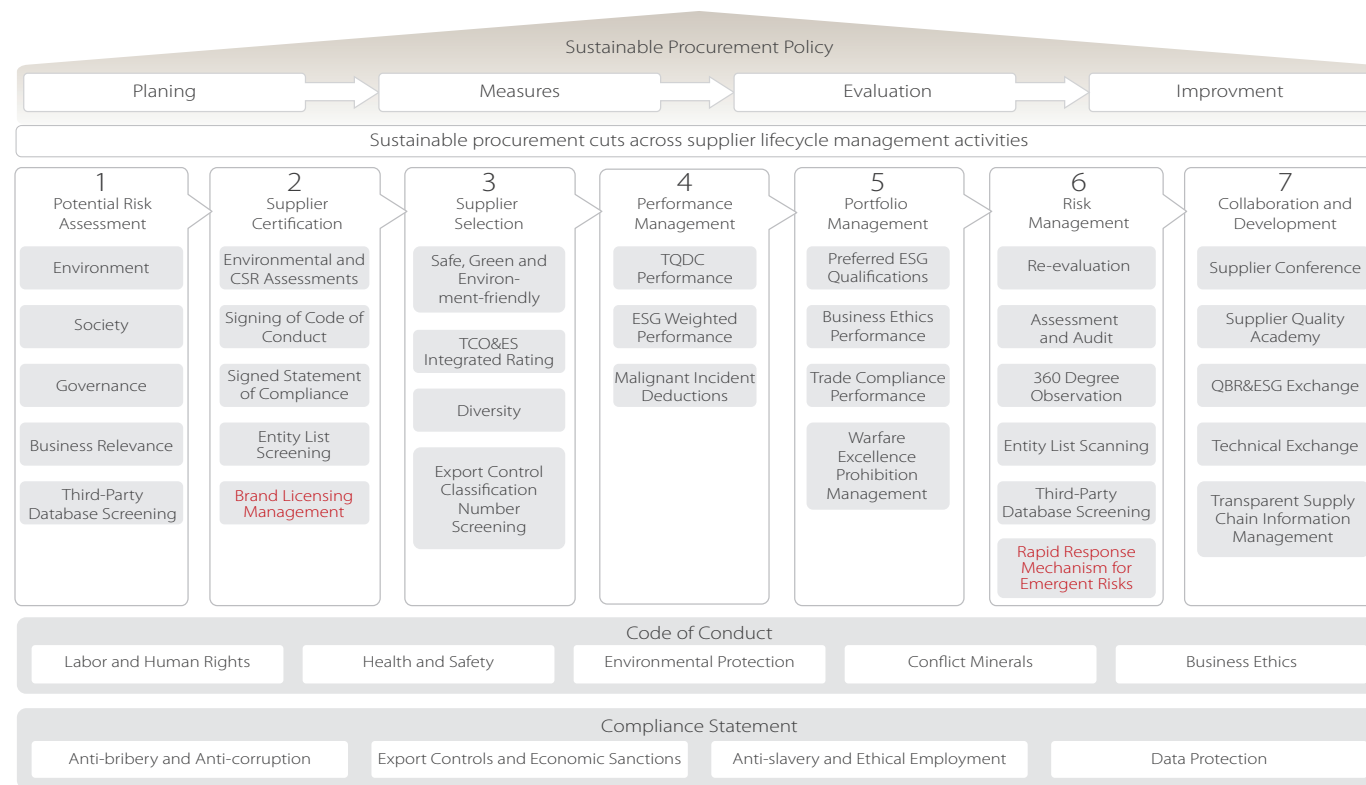 Sustainable Procurement Policy
Planing
Measures
Evaluation
Improvment
Sustainable procurement cuts across supplier lifecycle management activities
1
Potential Risk
Assessment
Environment
Society
Governance
Business Relevance
Third-Party
Database Screening
2
Supplier
Certification
Environmental and
CSR Assessments
Signing of Code of
Conduct
Signed Statement
of Compliance
Entity List
Screening
Brand Licensing
Management
3
Supplier
Selection
Safe, Green and
Environ-
ment-friendly
TCO&ES
Integrated Rating
Diversity
Export Control
Classification
Number
Screening
4
Performance
Management
TQDC
Performance
ESG Weighted
Performance
Malignant Incident
Deductions
5
Portfolio
Management
Preferred ESG
Qualifications
Business Ethics
Performance
Trade Compliance
Performance
Warfare
Excellence
Prohibition
Management
6
Risk
Management
Re-evaluation
Assessment
and Audit
360 Degree
Observation
Entity List Scanning
Third-Party
Database Screening
Rapid Response
Mechanism for
Emergent Risks
7
Collaboration and
Development
Supplier Conference
Supplier Quality
Academy
QBR&ESG Exchange
Technical Exchange
Transparent Supply
Chain Information
Management
Code of Conduct
Labor and Human Rights
Health and Safety
Environmental Protection
Conflict Minerals
Business Ethics
Compliance Statement
Anti-bribery and Anti-corruption
Export Controls and Economic Sanctions
Anti-slavery and Ethical Employment
Data Protection